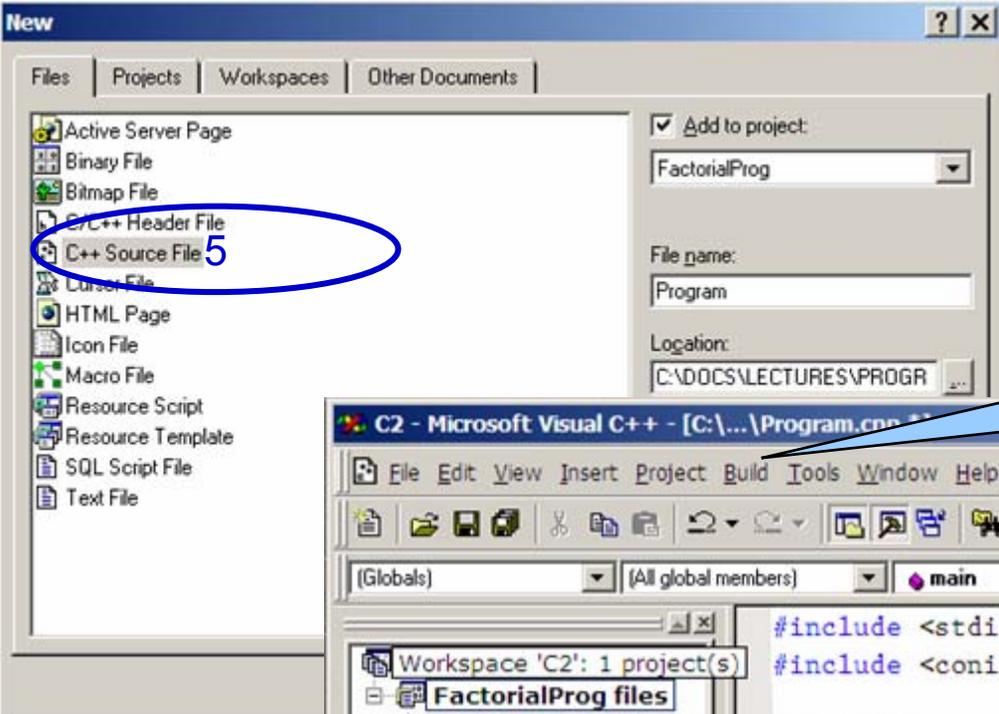 New
Files Projects Workspaces Other Documents
Active Server Page
Binary File
Bitmap File
C/C++ Header File
C++ Source File 5
Cursor File
HTML Page
Icon File
Macro File
Resource Script
Resource Template
SQL Script File
Text File
Add to project:
FactorialProg
File name:
Program
Location:
C:\DOCS\LECTURES\PROGR ...
C2 - Microsoft Visual C++ - [C:\...\Program.cpp *]
File Edit View Insert Project Build Tools Window Help
(Globals) (All global members) main
Workspace 'C2': 1 project(s)
FactorialProg files
#include <stdi
#include <coni